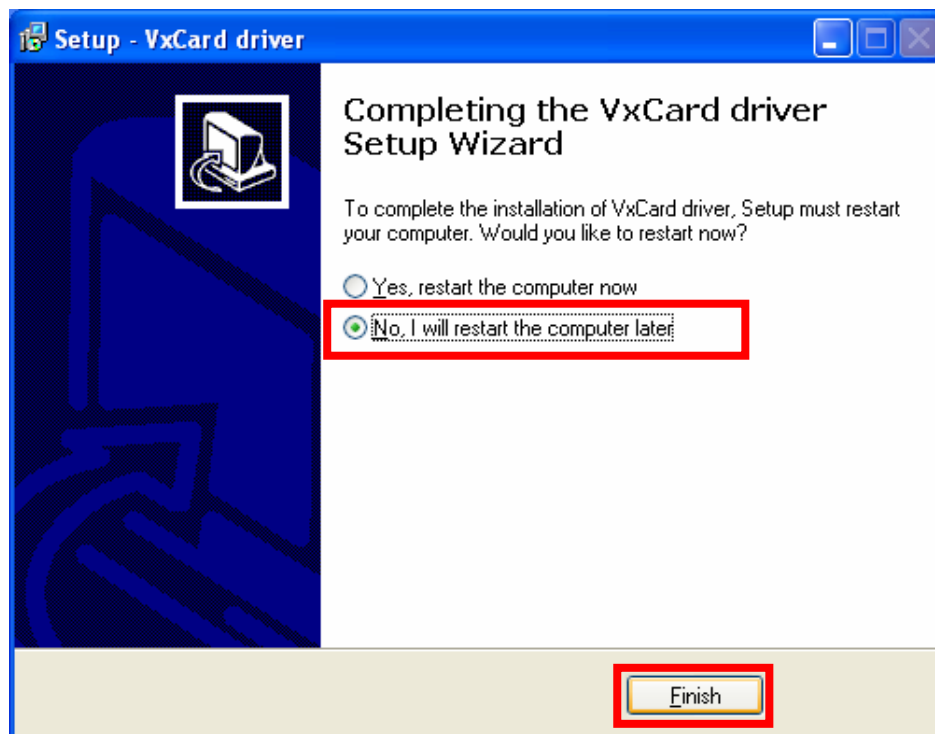 Setup - VxCard driver
Completing the VxCard driver
Setup Wizard
To complete the installation of VxCard driver, Setup must restart
your computer. Would you like to restart now?
Yes, restart the computer now
No, I will restart the computer later
Finish